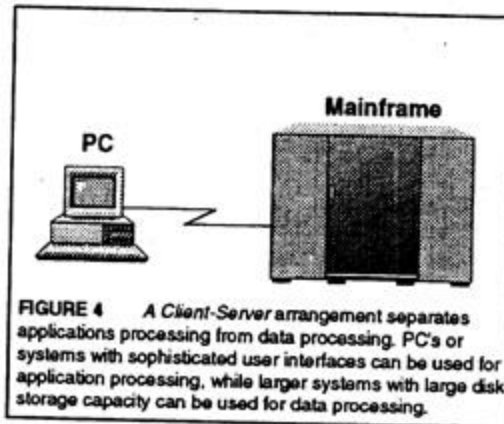 Mainframe
PC
FIGURE 4 A Client-Server arrangement separates
applications processing from data processing. PC's or
systems with sophisticated user interfaces can be used for
application processing, while larger systems with large disk
storage capacity can be used for data processing.